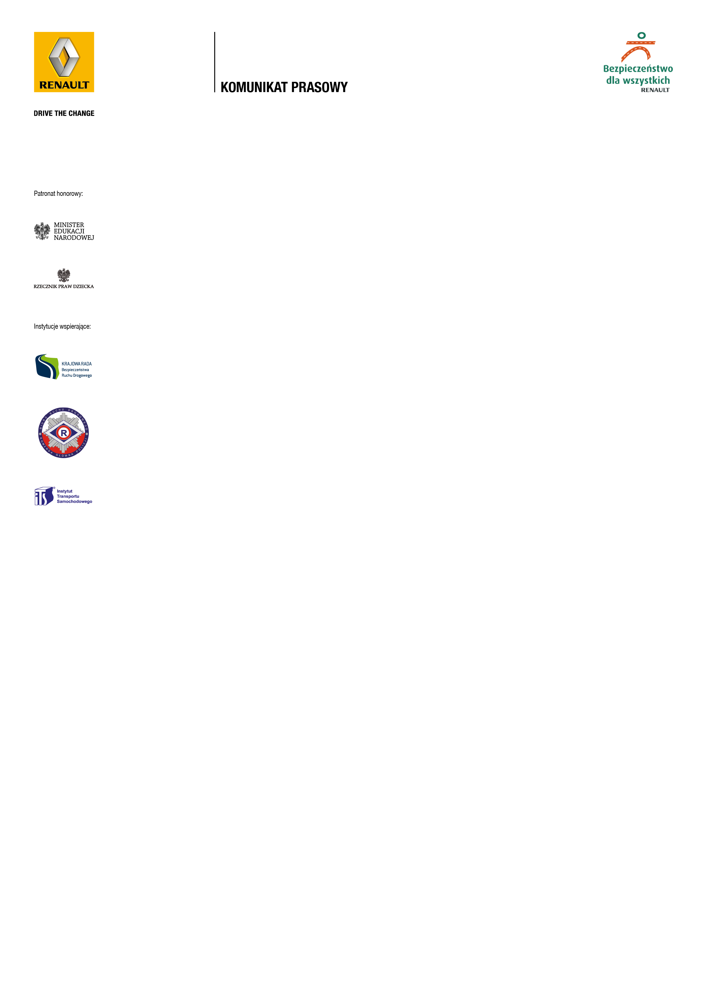 RENAULT
DRIVE THE CHANGE
KOMUNIKAT PRASOWY
Bezpieczeństwo
dla wszystkich
RENAULT
Patronat honorowy:
MINISTER
EDUKACJI
NARODOWEJ
RZECZNIK PRAW DZIECKA
Instytucje wspierające:
KRAJOWA RADA
Bezpieczeństwa
Ruchu Drogowego
BIURO RUCHU DROGOWEGO
R
KOMENDA GŁÓWNA POLICJI
iTS®
Instytut
Transportu
Samochodowego